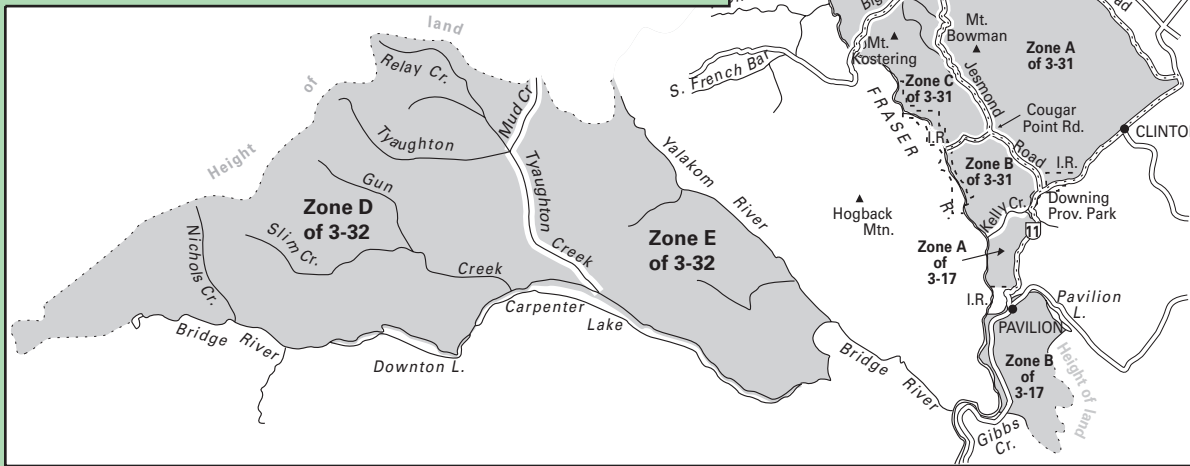 Height
of
land
Relay Cr.
Mud Cr
Tyaughton
Gun
Zone D
of 3-32
Slim Cr.
Nichols Cr.
Creek
Tyaughton
Creek
Zone E
of 3-32
Carpenter
Lake
Bridge River
Downton L.
Yalakom
River
S. French Bar
Mt.
Kostering
Big
Mt.
Bowman
Zone A
of 3-31
Zone C
of 3-31
Jesmond
Road
Cougar
Point Rd.
CLINTO
FRASER
R.
I.R.
Zone B
of 3-31
I.R.
Kelly Cr.
Downing
Prov. Park
11
Hogback
Mtn.
Zone A
of
3-17
I.R.
Pavilion
L.
PAVILION
Zone B
of
3-17
Height of land
Bridge
River
Gibbs
Cr.